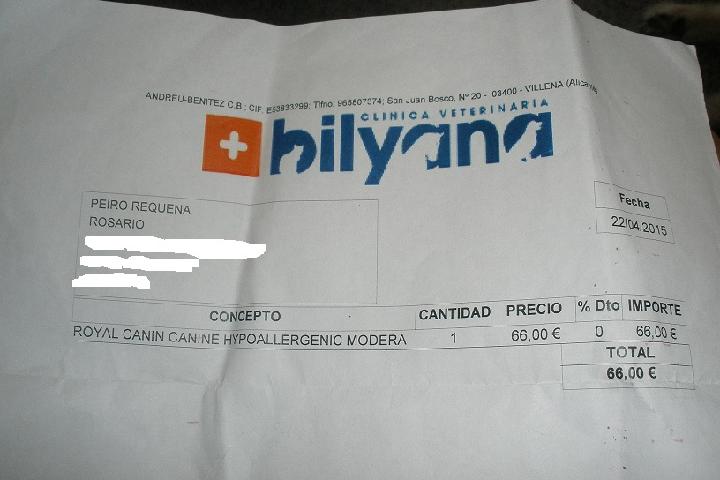 ANDREU-BENITEZ C.B.: CIF. E53933299; Tlfno. 965807074; San Juan Bosco, Nº 20 - 03400 - VILLENA
CLINICA VETERINARIA
bilyana
PEIRO REQUENA
ROSARIO
Fecha
22/04/2015
CONCEPTO CANTIDAD PRECIO % Dto IMPORTE
ROYAL CANIN CANINE HYPOALLERGENIC MODERA 1 66,00 € 0 66,00 €
TOTAL
66,00 €